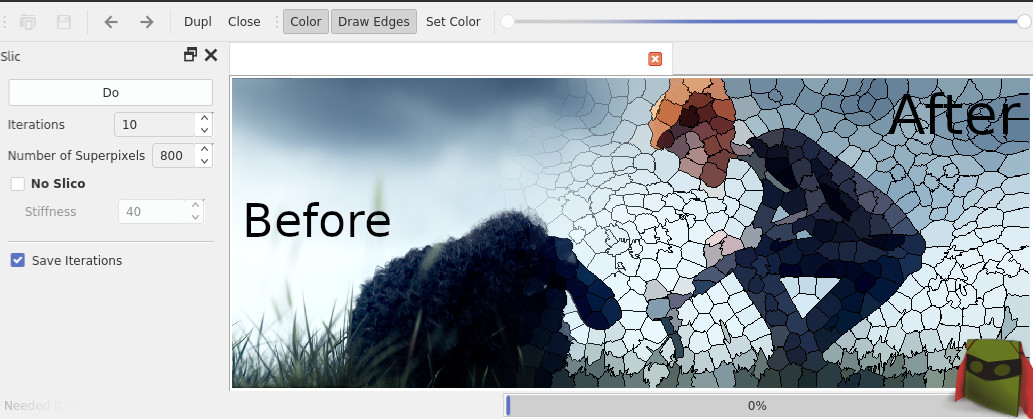 Dupl Close Color Draw Edges Set Color
Slic
Do
Iterations 10
Number of Superpixels 800
No Slico
Stiffness 40
Save Iterations
Before
After
Needed
0%